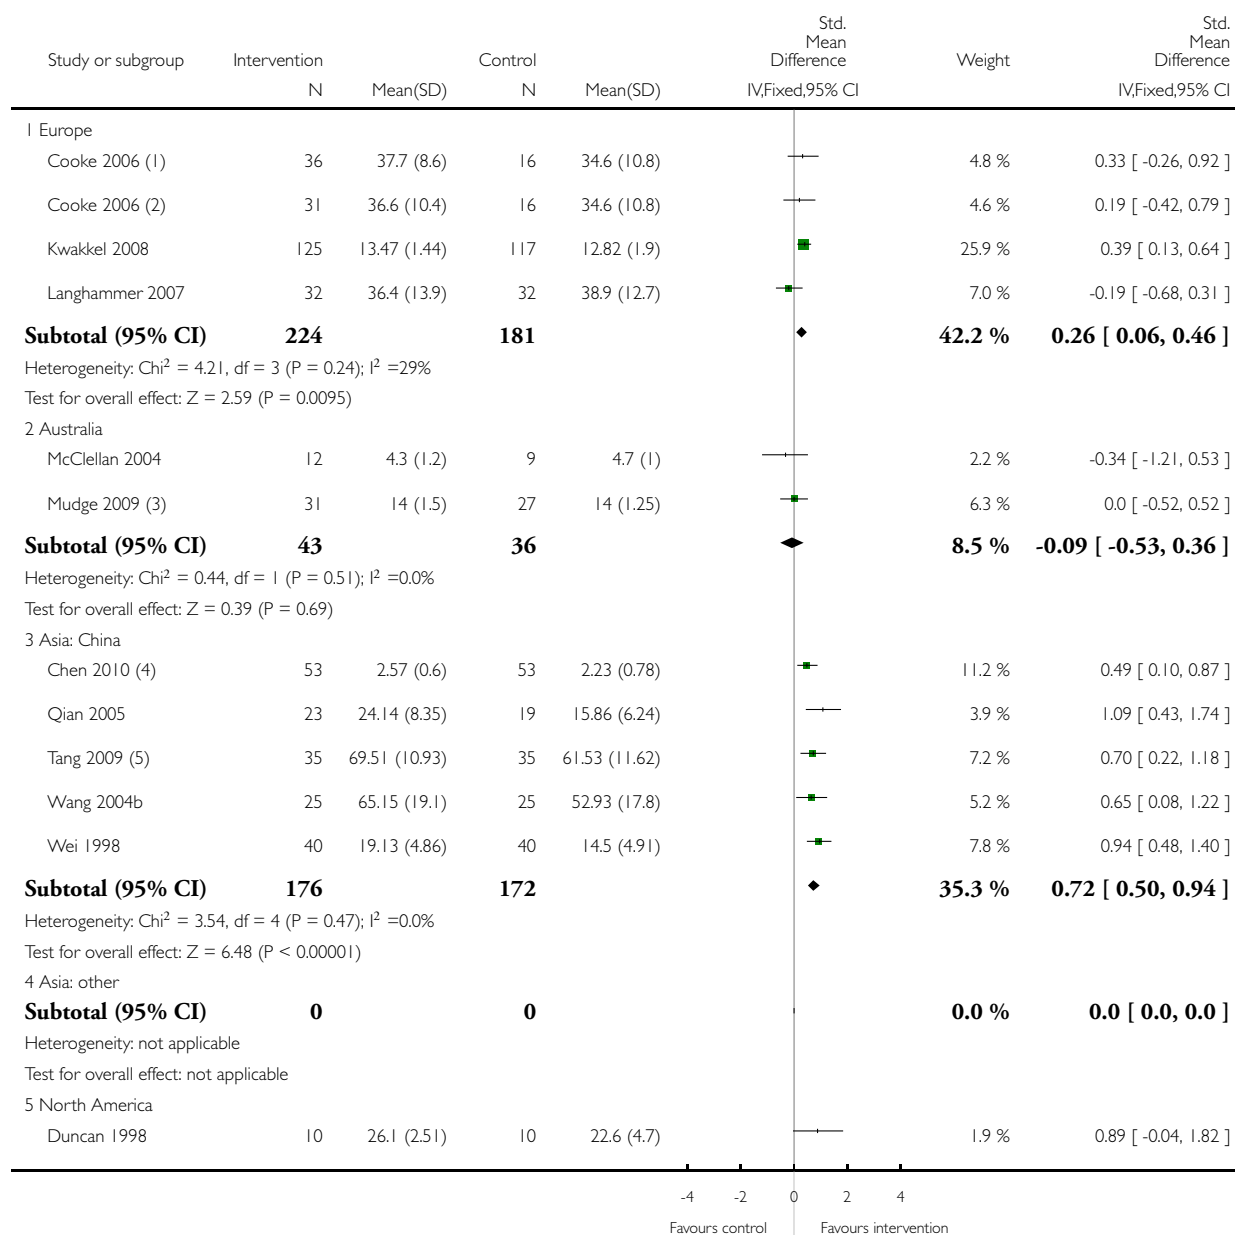 Std. Mean Difference Std. Mean Difference
Study or subgroup Intervention Control Weight
N Mean(SD) N Mean(SD) IV,Fixed,95% CI IV,Fixed,95% CI
1 Europe
Cooke 2006 (1) 36 37.7 (8.6) 16 34.6 (10.8) 4.8 % 0.33 [ -0.26, 0.92 ]
Cooke 2006 (2) 31 36.6 (10.4) 16 34.6 (10.8) 4.6 % 0.19 [ -0.42, 0.79 ]
Kwakkel 2008 125 13.47 (1.44) 117 12.82 (1.9) 25.9 % 0.39 [ 0.13, 0.64 ]
Langhammer 2007 32 36.4 (13.9) 32 38.9 (12.7) 7.0 % -0.19 [ -0.68, 0.31 ]
Subtotal (95% CI) 224 181 42.2 % 0.26 [ 0.06, 0.46 ]
Heterogeneity: Chi² = 4.21, df = 3 (P = 0.24); I² =29%
Test for overall effect: Z = 2.59 (P = 0.0095)
2 Australia
McClellan 2004 12 4.3 (1.2) 9 4.7 (1) 2.2 % -0.34 [ -1.21, 0.53 ]
Mudge 2009 (3) 31 14 (1.5) 27 14 (1.25) 6.3 % 0.0 [ -0.52, 0.52 ]
Subtotal (95% CI) 43 36 8.5 % -0.09 [ -0.53, 0.36 ]
Heterogeneity: Chi² = 0.44, df = 1 (P = 0.51); I² =0.0%
Test for overall effect: Z = 0.39 (P = 0.69)
3 Asia: China
Chen 2010 (4) 53 2.57 (0.6) 53 2.23 (0.78) 11.2 % 0.49 [ 0.10, 0.87 ]
Qian 2005 23 24.14 (8.35) 19 15.86 (6.24) 3.9 % 1.09 [ 0.43, 1.74 ]
Tang 2009 (5) 35 69.51 (10.93) 35 61.53 (11.62) 7.2 % 0.70 [ 0.22, 1.18 ]
Wang 2004b 25 65.15 (19.1) 25 52.93 (17.8) 5.2 % 0.65 [ 0.08, 1.22 ]
Wei 1998 40 19.13 (4.86) 40 14.5 (4.91) 7.8 % 0.94 [ 0.48, 1.40 ]
Subtotal (95% CI) 176 172 35.3 % 0.72 [ 0.50, 0.94 ]
Heterogeneity: Chi² = 3.54, df = 4 (P = 0.47); I² =0.0%
Test for overall effect: Z = 6.48 (P < 0.00001)
4 Asia: other
Subtotal (95% CI) 0 0 0.0 % 0.0 [ 0.0, 0.0 ]
Heterogeneity: not applicable
Test for overall effect: not applicable
5 North America
Duncan 1998 10 26.1 (2.51) 10 22.6 (4.7) 1.9 % 0.89 [ -0.04, 1.82 ]
-4 -2 0 2 4
Favours control Favours intervention